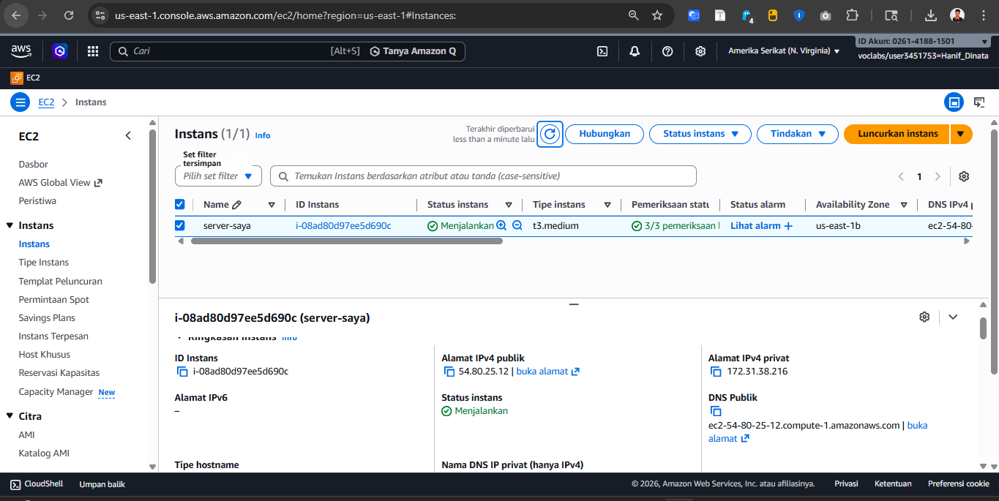 us-east-1.console.aws.amazon.com/ec2/home?region=us-east-1#Instances:
4
aws
Cari
[Alt+S]
Tanya Amazon Q
Amerika Serikat (N. Virginia)
ID Akun: 0261-4188-1501
voclabs/user3451753=Hanif_Dinata
EC2
EC2
Instans
EC2
Dasbor
AWS Global View
Peristiwa
Instans
Instans
Tipe Instans
Templat Peluncuran
Permintaan Spot
Savings Plans
Instans Terpesan
Host Khusus
Reservasi Kapasitas
Capacity Manager New
Citra
AMI
Katalog AMI
Instans (1/1) Info
Terakhir diperbarui
less than a minute lalu
Hubungkan
Status instans
Tindakan
Luncurkan instans
Set filter
tersimpan
Pilih set filter
Temukan Instans berdasarkan atribut atau tanda (case-sensitive)
1
Name
ID Instans
Status instans
Tipe instans
Pemeriksaan statu
Status alarm
Availability Zone
DNS IPv4 p
server-saya
i-08ad80d97ee5d690c
Menjalankan
t3.medium
3/3 pemeriksaan l
Lihat alarm
us-east-1b
ec2-54-80-
i-08ad80d97ee5d690c (server-saya)
Ringkasan instans Info
ID Instans
i-08ad80d97ee5d690c
Alamat IPv4 publik
54.80.25.12 | buka alamat
Alamat IPv4 privat
172.31.38.216
Alamat IPv6
–
Status instans
Menjalankan
DNS Publik
ec2-54-80-25-12.compute-1.amazonaws.com | buka
alamat
Tipe hostname
Nama DNS IP privat (hanya IPv4)
CloudShell
Umpan balik
© 2026, Amazon Web Services, Inc. atau afiliasinya.
Privasi
Ketentuan
Preferensi cookie